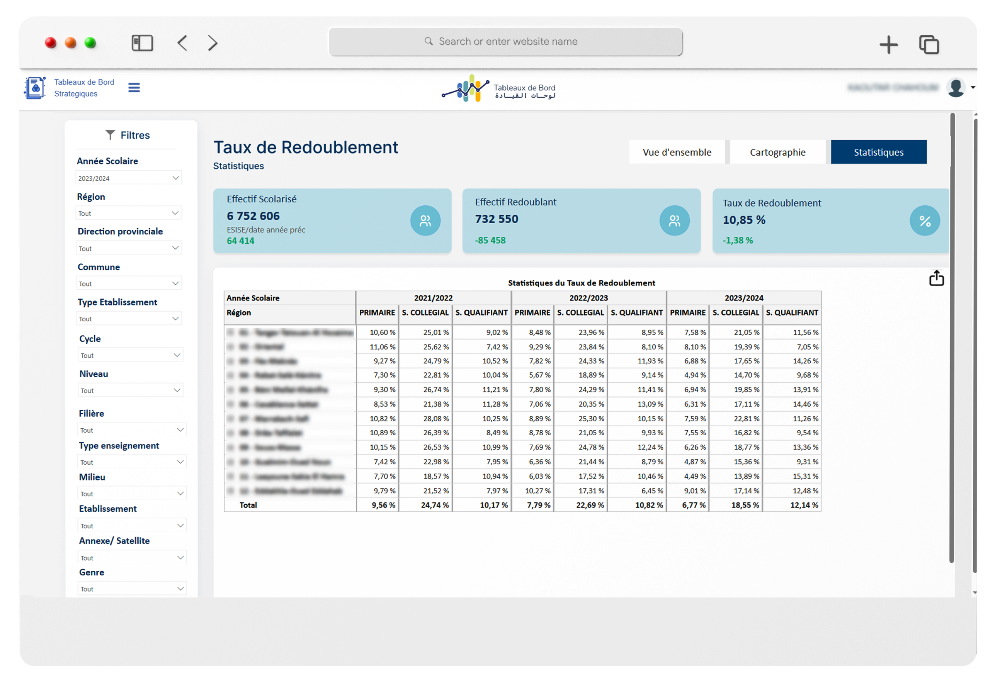 Search or enter website name
Tableaux de Bord
Strategiques
Tableaux de Bord
لوحات القيادة
Filtres
Année Scolaire
2023/2024
Région
Tout
Direction provinciale
Tout
Commune
Tout
Type Etablissement
Tout
Cycle
Tout
Niveau
Tout
Filière
Tout
Type enseignement
Tout
Milieu
Tout
Etablissement
Tout
Annexe/ Satellite
Tout
Genre
Tout
Taux de Redoublement
Statistiques
Vue d'ensemble Cartographie Statistiques
Effectif Scolarisé
6 752 606
ESISE/date année préc
64 414
Effectif Redoublant
732 550
-85 458
Taux de Redoublement
10,85 %
-1,38 %
Statistiques du Taux de Redoublement
Année Scolaire 2021/2022 2022/2023 2023/2024
Région PRIMAIRE S. COLLEGIAL S. QUALIFIANT PRIMAIRE S. COLLEGIAL S. QUALIFIANT PRIMAIRE S. COLLEGIAL S. QUALIFIANT
10,60 % 25,01 % 9,02 % 8,48 % 23,96 % 8,95 % 7,58 % 21,05 % 11,56 %
11,06 % 25,62 % 7,42 % 9,29 % 23,84 % 8,10 % 8,10 % 19,39 % 7,05 %
9,27 % 24,79 % 10,52 % 7,82 % 24,33 % 11,93 % 6,88 % 17,65 % 14,26 %
7,30 % 22,81 % 10,04 % 5,67 % 18,89 % 9,14 % 4,94 % 14,70 % 9,68 %
9,30 % 26,74 % 11,21 % 7,80 % 24,29 % 11,41 % 6,94 % 19,85 % 13,91 %
8,53 % 21,38 % 11,28 % 7,06 % 20,35 % 13,09 % 6,31 % 17,11 % 14,46 %
10,82 % 28,08 % 10,25 % 8,89 % 25,30 % 10,15 % 7,59 % 22,81 % 11,26 %
10,89 % 26,39 % 8,49 % 8,78 % 21,05 % 9,93 % 7,55 % 16,82 % 9,54 %
10,15 % 26,53 % 10,99 % 7,69 % 24,78 % 12,24 % 6,26 % 18,77 % 13,36 %
7,42 % 22,98 % 7,95 % 6,36 % 21,44 % 8,79 % 4,87 % 15,36 % 9,31 %
7,70 % 18,57 % 10,94 % 6,03 % 17,52 % 10,46 % 4,49 % 13,89 % 15,31 %
9,79 % 21,52 % 7,97 % 10,27 % 17,31 % 6,45 % 9,01 % 17,14 % 12,48 %
Total 9,56 % 24,74 % 10,17 % 7,79 % 22,69 % 10,82 % 6,77 % 18,55 % 12,14 %